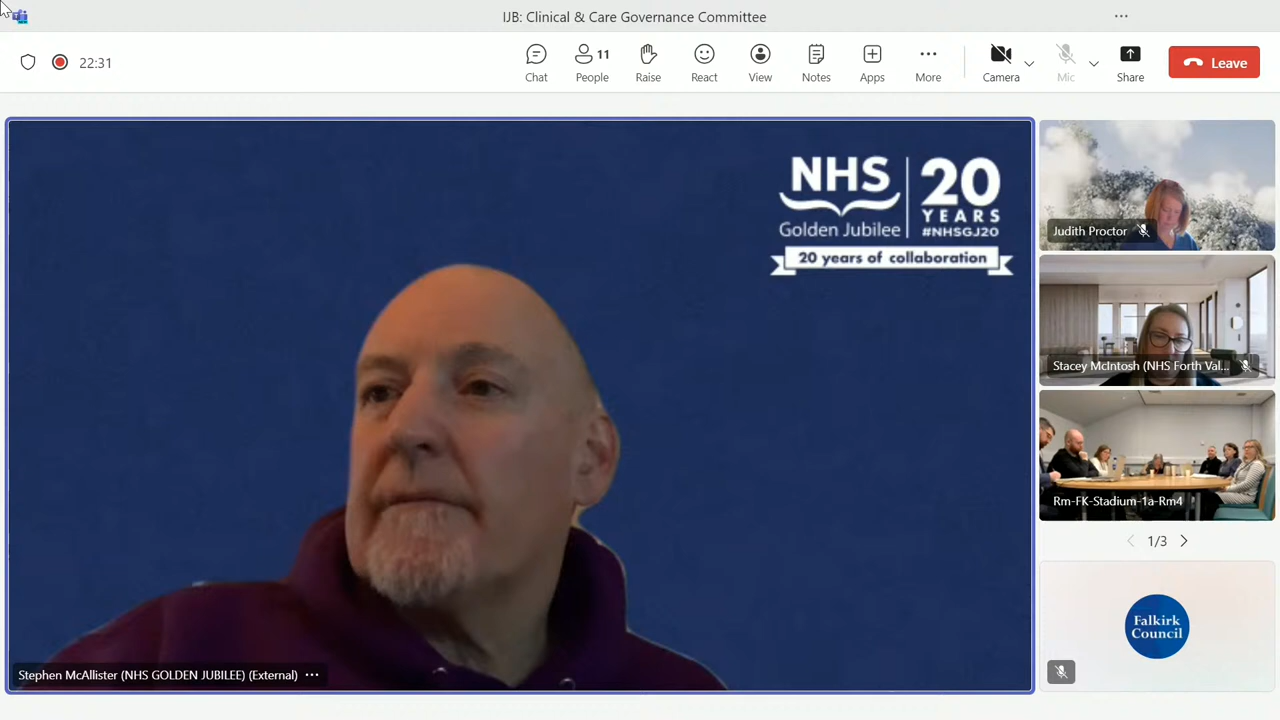 IJB: Clinical & Care Governance Committee
22:31
Chat
11
People
Raise
React
View
Notes
Apps
More
Camera
Mic
Share
Leave
NHS
Golden Jubilee
20
YEARS
#NHSGJ20
20 years of collaboration
Stephen McAllister (NHS GOLDEN JUBILEE) (External)
Judith Proctor
Stacey McIntosh (NHS Forth Val...
Rm-FK-Stadium-1a-Rm4
1/3
Falkirk
Council